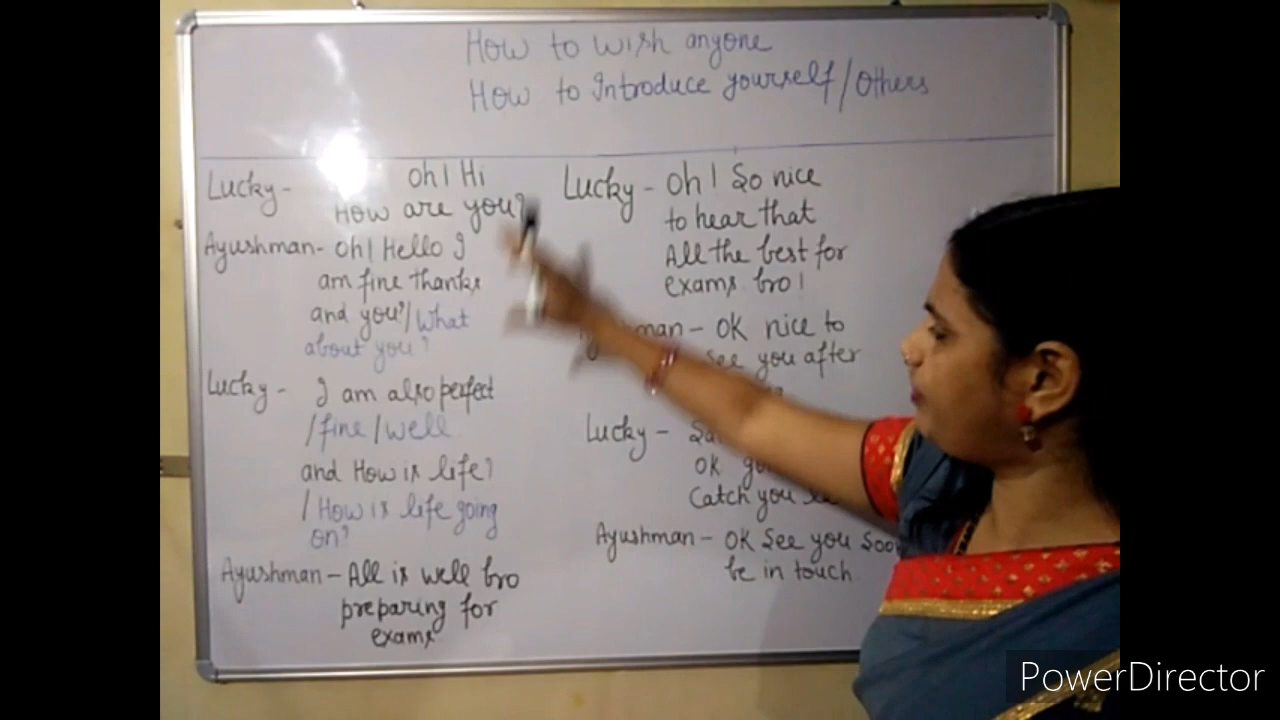 How to wish anyone
How to Introduce yourself/Others
Lucky - oh! Hi
How are you?
Ayushman - oh! Hello I
am fine thanks
and you?/What
about you?
Lucky - I am also perfect
/fine/well
and How is life?
/How is life going
on?
Ayushman - All is well bro
preparing for
exams
Lucky - oh! So nice
to hear that
All the best for
exams bro!
- OK nice to
see you after
Lucky -
OK
Catch you
Ayushman - OK See you Soon
be in touch
PowerDirector